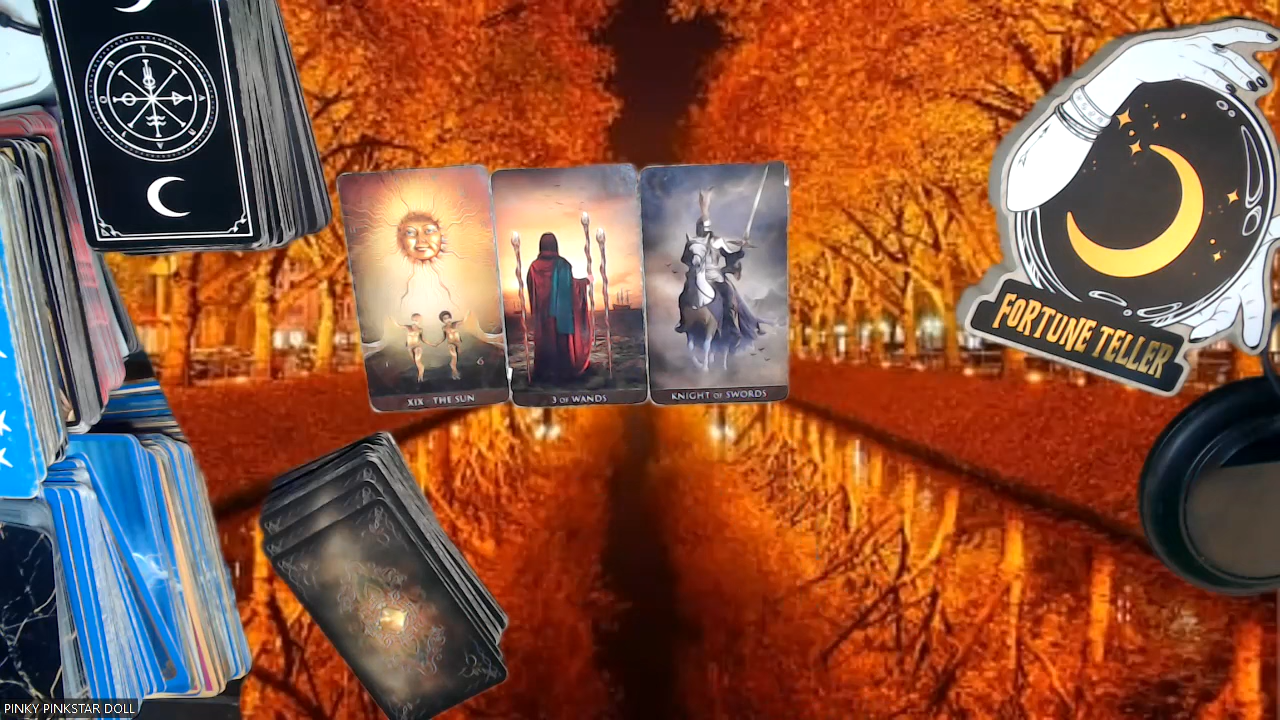 XIX - THE SUN
3 OF WANDS
KNIGHT OF SWORDS
FORTUNE TELLER
PINKY PINKSTAR DOLL